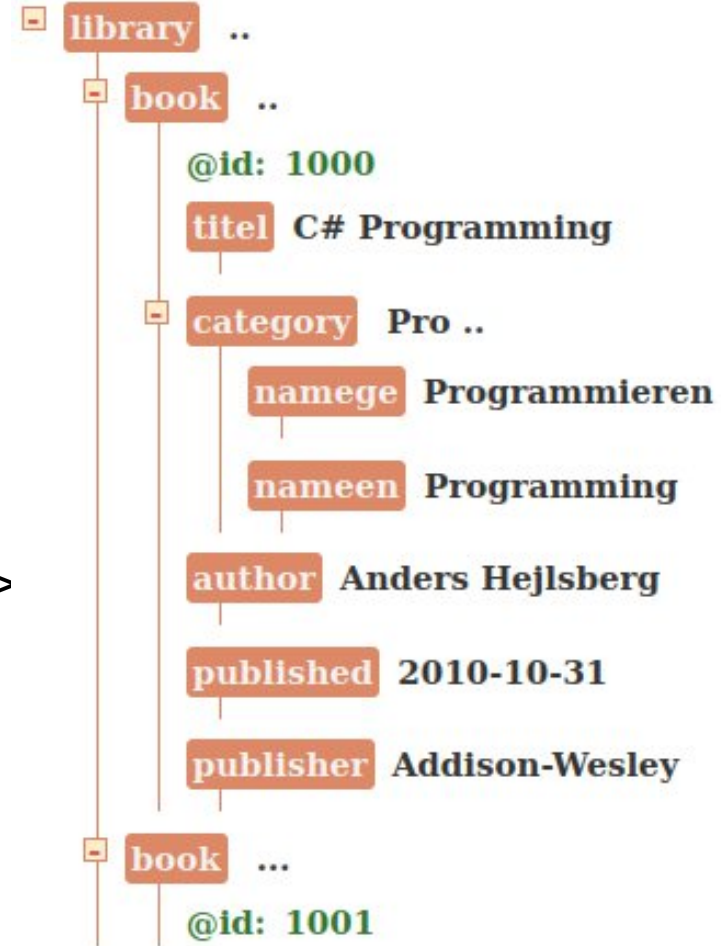 library ..
book ..
@id: 1000
titel C# Programming
category Pro ..
namege Programmieren
nameen Programming
>
author Anders Hejlsberg
published 2010-10-31
publisher Addison-Wesley
book ...
@id: 1001